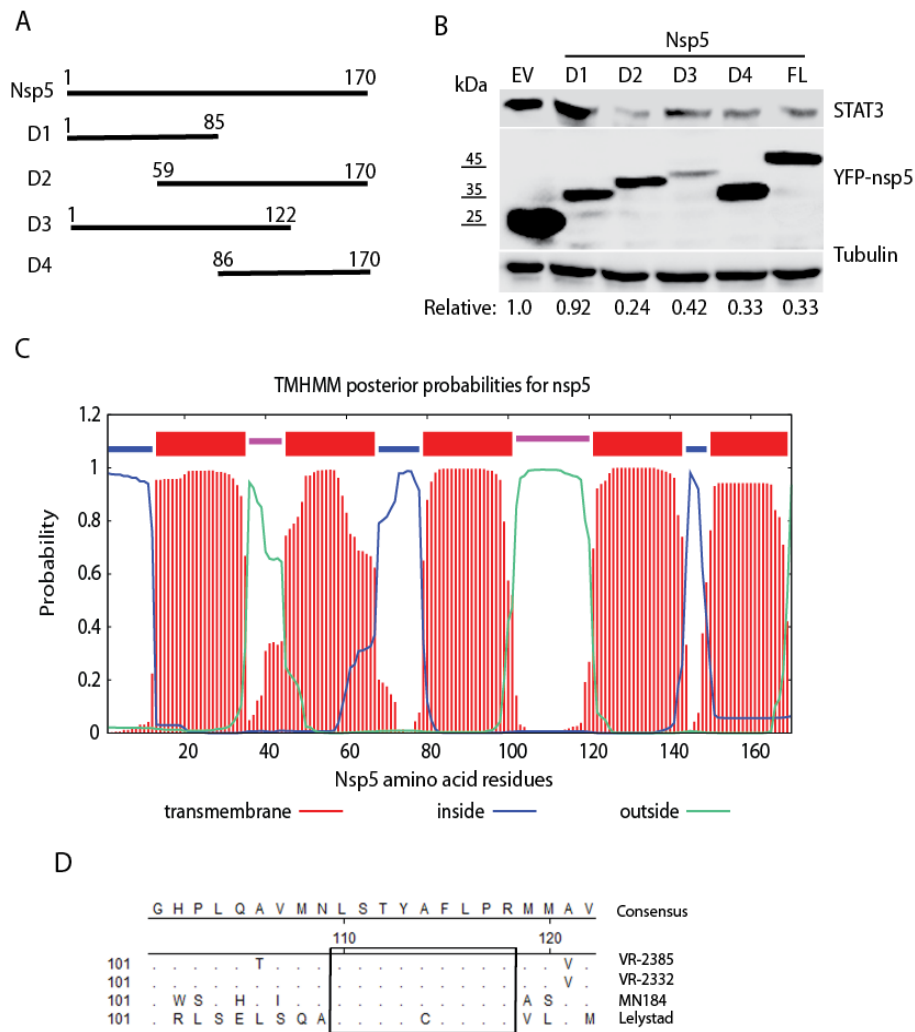 A
Nsp5
1
170
D1
1
85
D2
59
170
D3
1
122
D4
86
170
B
Nsp5
kDa
EV
D1
D2
D3
D4
FL
STAT3
45
35
25
YFP-nsp5
Tubulin
Relative: 1.0 0.92 0.24 0.42 0.33 0.33
C
TMHMM posterior probabilities for nsp5
1.2
1
0.8
0.6
0.4
0.2
0
Probability
20 40 60 80 100 120 140 160
Nsp5 amino acid residues
transmembrane
inside
outside
D
G H P L Q A V M N L S T Y A F L P R M M A V Consensus
110 120
101 . . . . . T . . . . . . . . . . . . . . V . VR-2385
101 . . . . . . . . . . . . . . . . . . . . V . VR-2332
101 . W S . H . I . . . . . . . . . . . A S . . MN184
101 . R L S E L S Q A . . . . C . . . . V L . M Lelystad